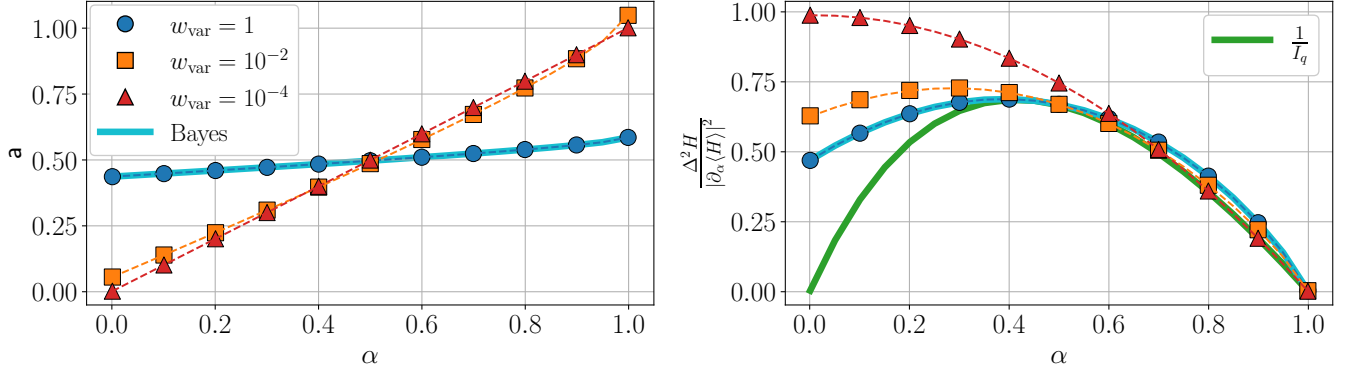 1.00
0.75
0.50
0.25
0.00
a
w_var = 1
w_var = 10^-2
w_var = 10^-4
Bayes
0.0 0.2 0.4 0.6 0.8 1.0
α
1.00
0.75
0.50
0.25
0.00
Δ²H / |∂_α⟨H⟩|²
1 / I_q
0.0 0.2 0.4 0.6 0.8 1.0
α